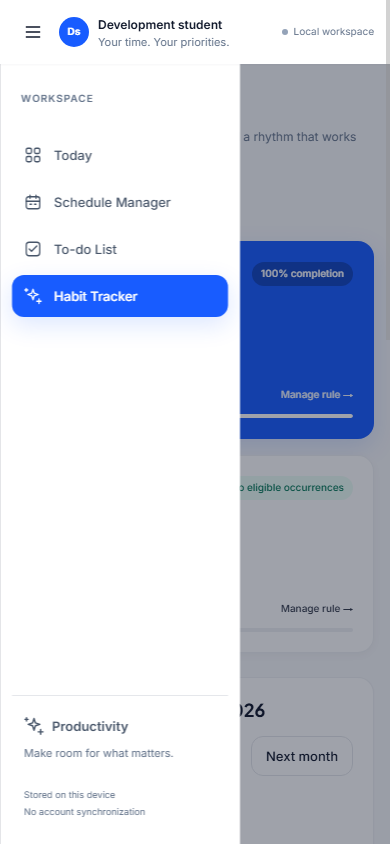 Ds
Development student
Your time. Your priorities.
Local workspace
WORKSPACE
Today
Schedule Manager
To-do List
Habit Tracker
a rhythm that works
100% completion
Manage rule →
eligible occurrences
Manage rule →
Next month
Productivity
Make room for what matters.
Stored on this device
No account synchronization